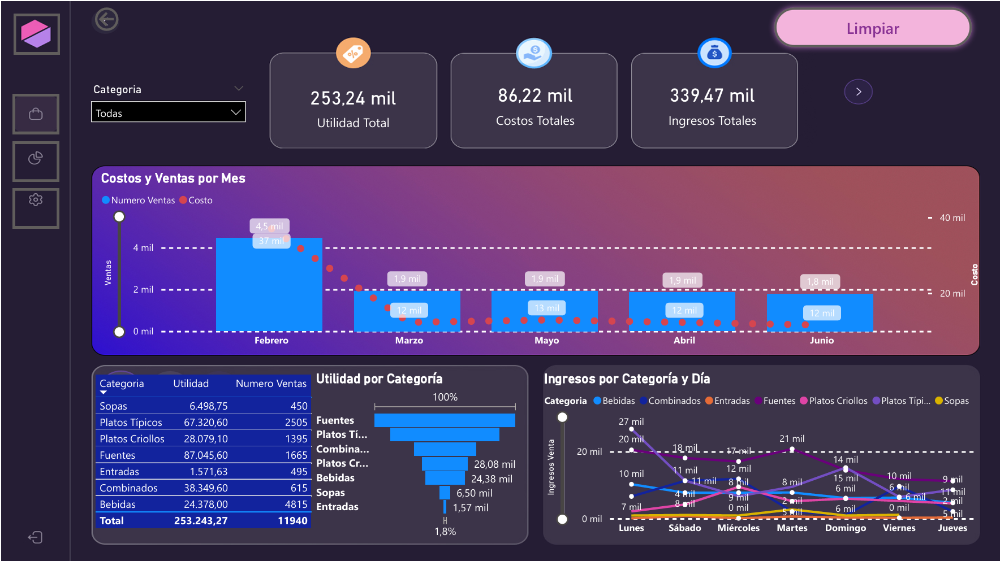 Limpiar
Categoria
Todas
253,24 mil
Utilidad Total
86,22 mil
Costos Totales
339,47 mil
Ingresos Totales
Costos y Ventas por Mes
Numero Ventas Costo
Ventas
4 mil
2 mil
0 mil
40 mil
20 mil
Costo
4,5 mil
37 mil
1,9 mil
12 mil
1,9 mil
13 mil
1,9 mil
12 mil
1,8 mil
12 mil
Febrero Marzo Mayo Abril Junio
Categoria Utilidad Numero Ventas
Sopas 6.498,75 450
Platos Típicos 67.320,60 2505
Platos Criollos 28.079,10 1395
Fuentes 87.045,60 1665
Entradas 1.571,63 495
Combinados 38.349,60 615
Bebidas 24.378,00 4815
Total 253.243,27 11940
Utilidad por Categoría
100%
Fuentes
Platos Tí...
Combina...
Platos Cr... 28,08 mil
Bebidas 24,38 mil
Sopas 6,50 mil
Entradas 1,57 mil
1,8%
Ingresos por Categoría y Día
Categoria Bebidas Combinados Entradas Fuentes Platos Criollos Platos Típi... Sopas
Ingresos Venta
20 mil
0 mil
27 mil
20 mil
10 mil
7 mil
18 mil
11 mil
11 mil
4 mil
8 mil
17 mil
12 mil
8 mil
9 mil
0 mil
21 mil
8 mil
2 mil
5 mil
14 mil
15 mil
6 mil
6 mil
10 mil
6 mil
6 mil
0 mil
9 mil
11 mil
2 mil
5 mil
Lunes Sábado Miércoles Martes Domingo Viernes Jueves